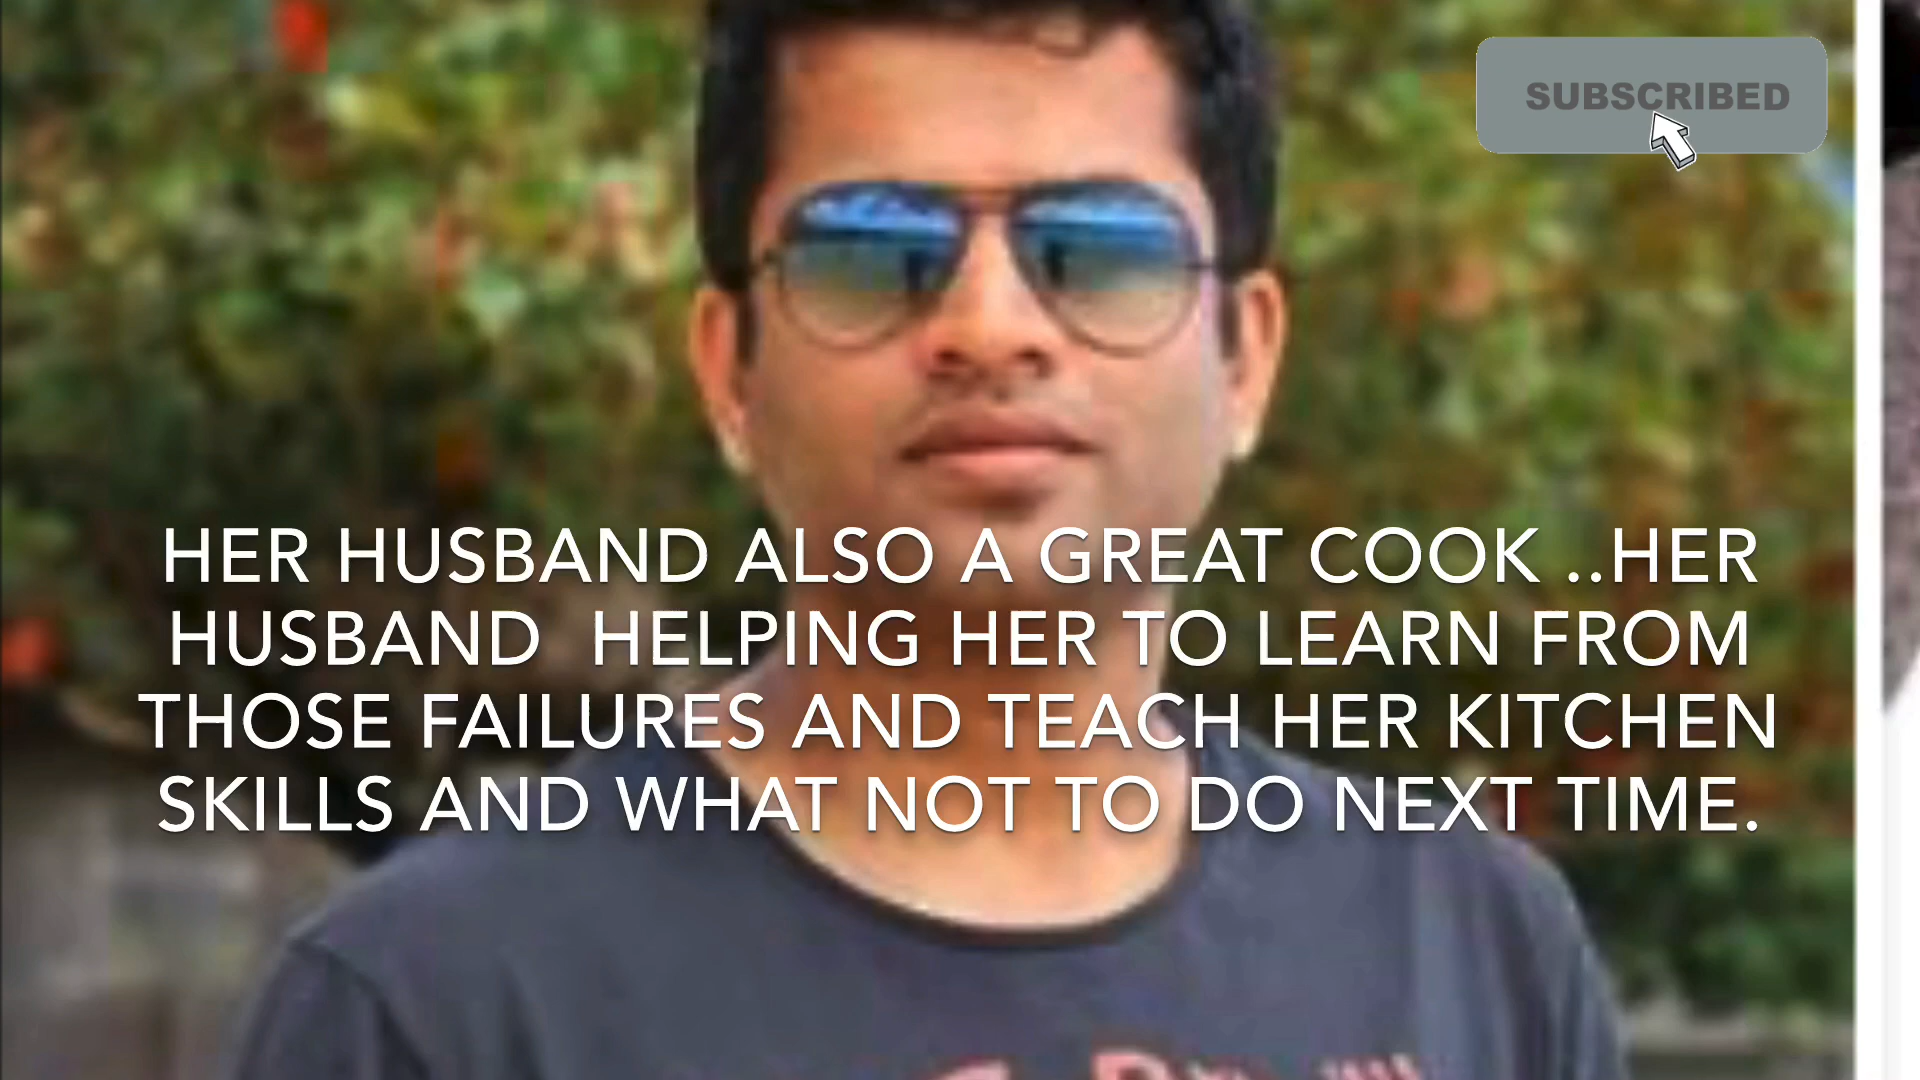 SUBSCRIBED
HER HUSBAND ALSO A GREAT COOK ..HER
HUSBAND  HELPING HER TO LEARN FROM
THOSE FAILURES AND TEACH HER KITCHEN
SKILLS AND WHAT NOT TO DO NEXT TIME.